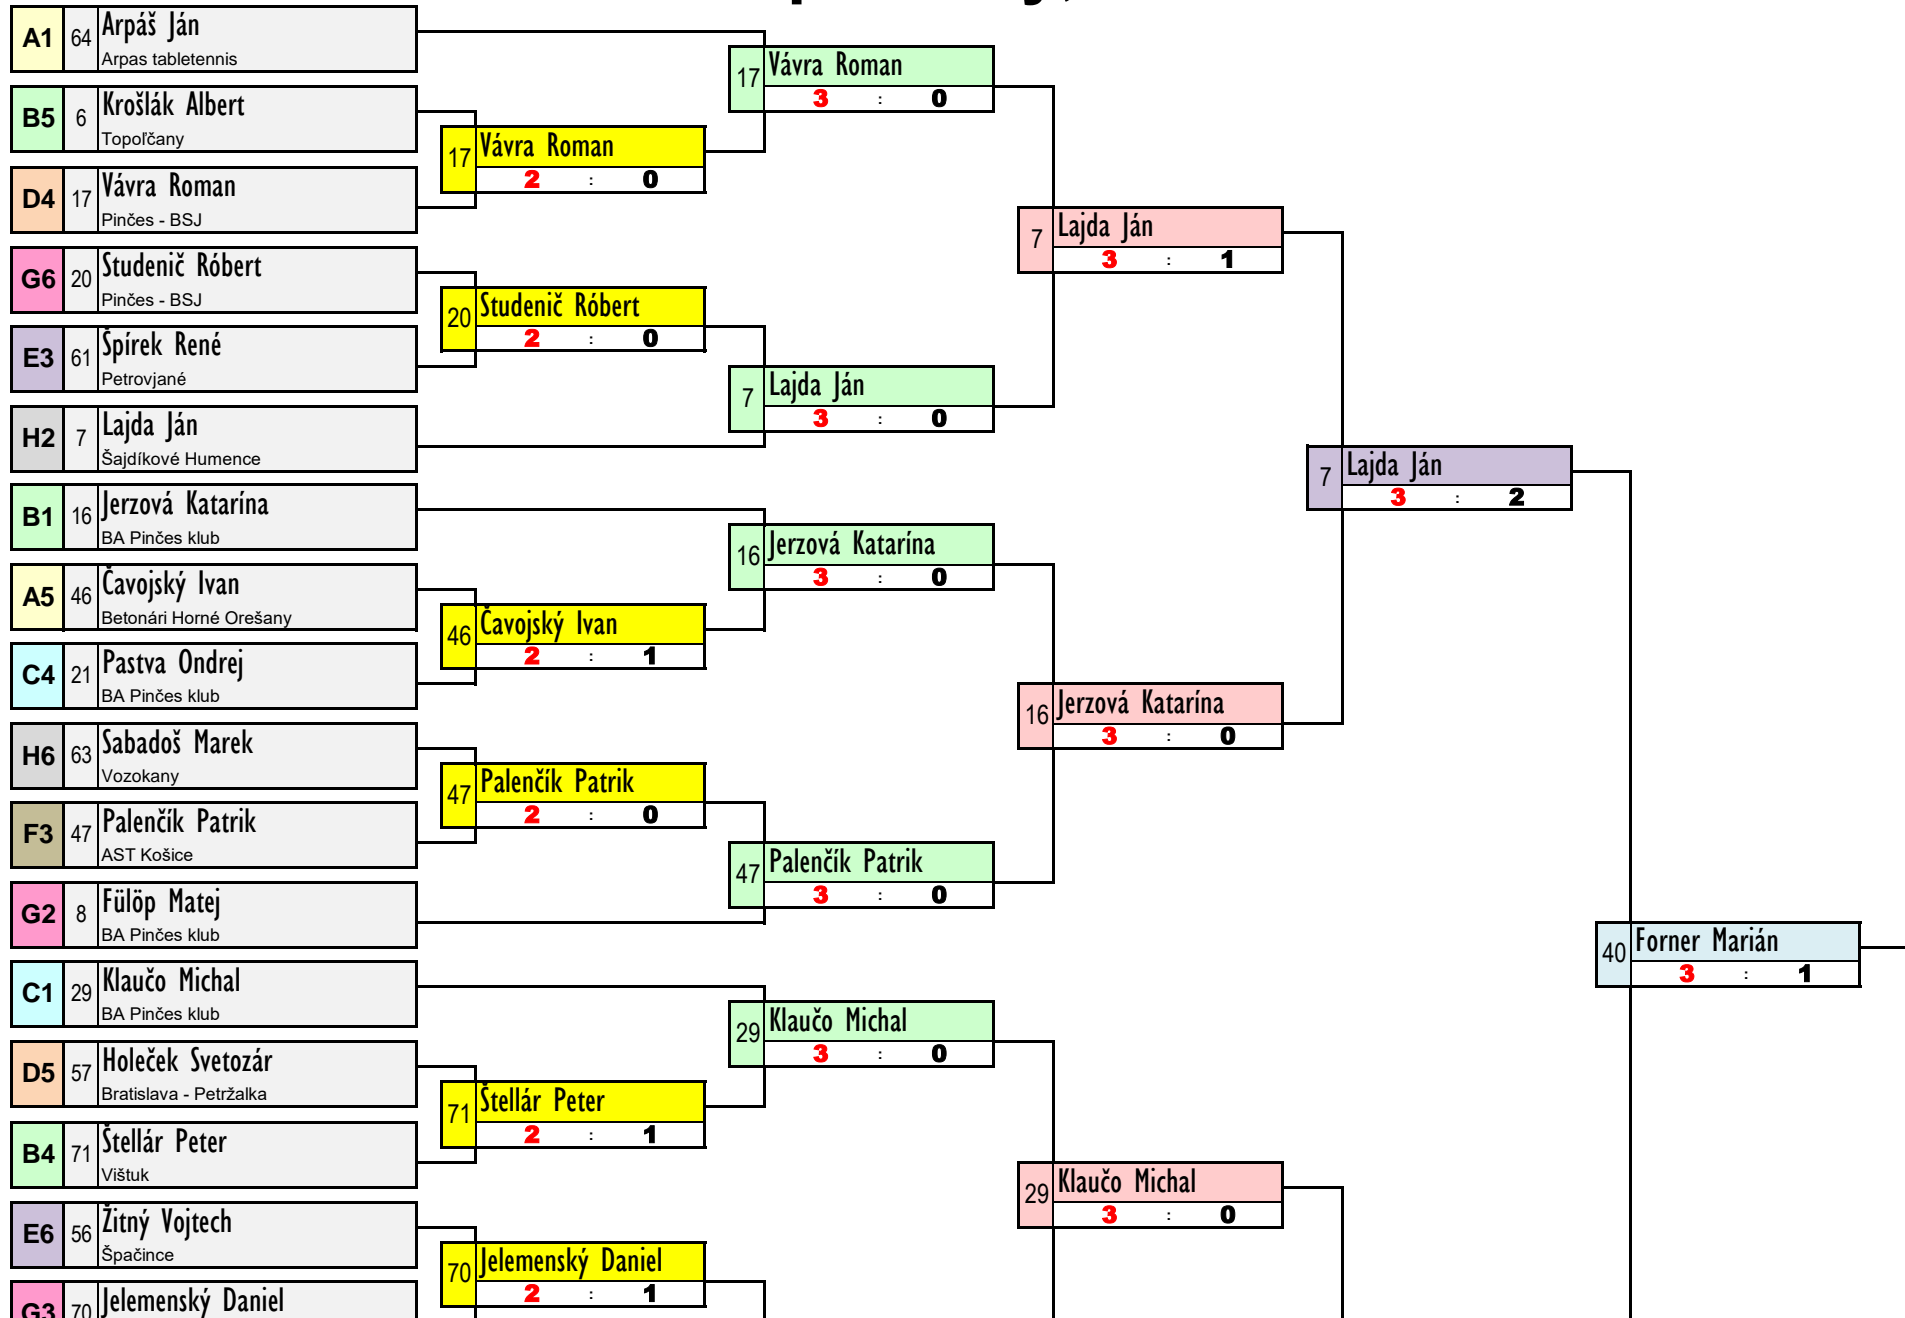 A1 64 Arpáš Ján
Arpas tabletennis
17 Vávra Roman
3 : 0
B5 6 Krošlák Albert
Topoľčany
17 Vávra Roman
2 : 0
D4 17 Vávra Roman
Pinčes - BSJ
7 Lajda Ján
3 : 1
G6 20 Studenič Róbert
Pinčes - BSJ
20 Studenič Róbert
2 : 0
E3 61 Špírek René
Petrovjané
7 Lajda Ján
3 : 0
H2 7 Lajda Ján
Šajdíkové Humence
7 Lajda Ján
3 : 2
B1 16 Jerzová Katarína
BA Pinčes klub
16 Jerzová Katarína
3 : 0
A5 46 Čavojský Ivan
Betonári Horné Orešany
46 Čavojský Ivan
2 : 1
C4 21 Pastva Ondrej
BA Pinčes klub
16 Jerzová Katarína
3 : 0
H6 63 Sabadoš Marek
Vozokany
47 Palenčík Patrik
2 : 0
F3 47 Palenčík Patrik
AST Košice
47 Palenčík Patrik
3 : 0
G2 8 Fülöp Matej
BA Pinčes klub
40 Forner Marián
3 : 1
C1 29 Klaučo Michal
BA Pinčes klub
29 Klaučo Michal
3 : 0
D5 57 Holeček Svetozár
Bratislava - Petržalka
71 Štellár Peter
2 : 1
B4 71 Štellár Peter
Vištuk
29 Klaučo Michal
3 : 0
E6 56 Žitný Vojtech
Špačince
70 Jelemenský Daniel
2 : 1
G3 70 Jelemenský Daniel